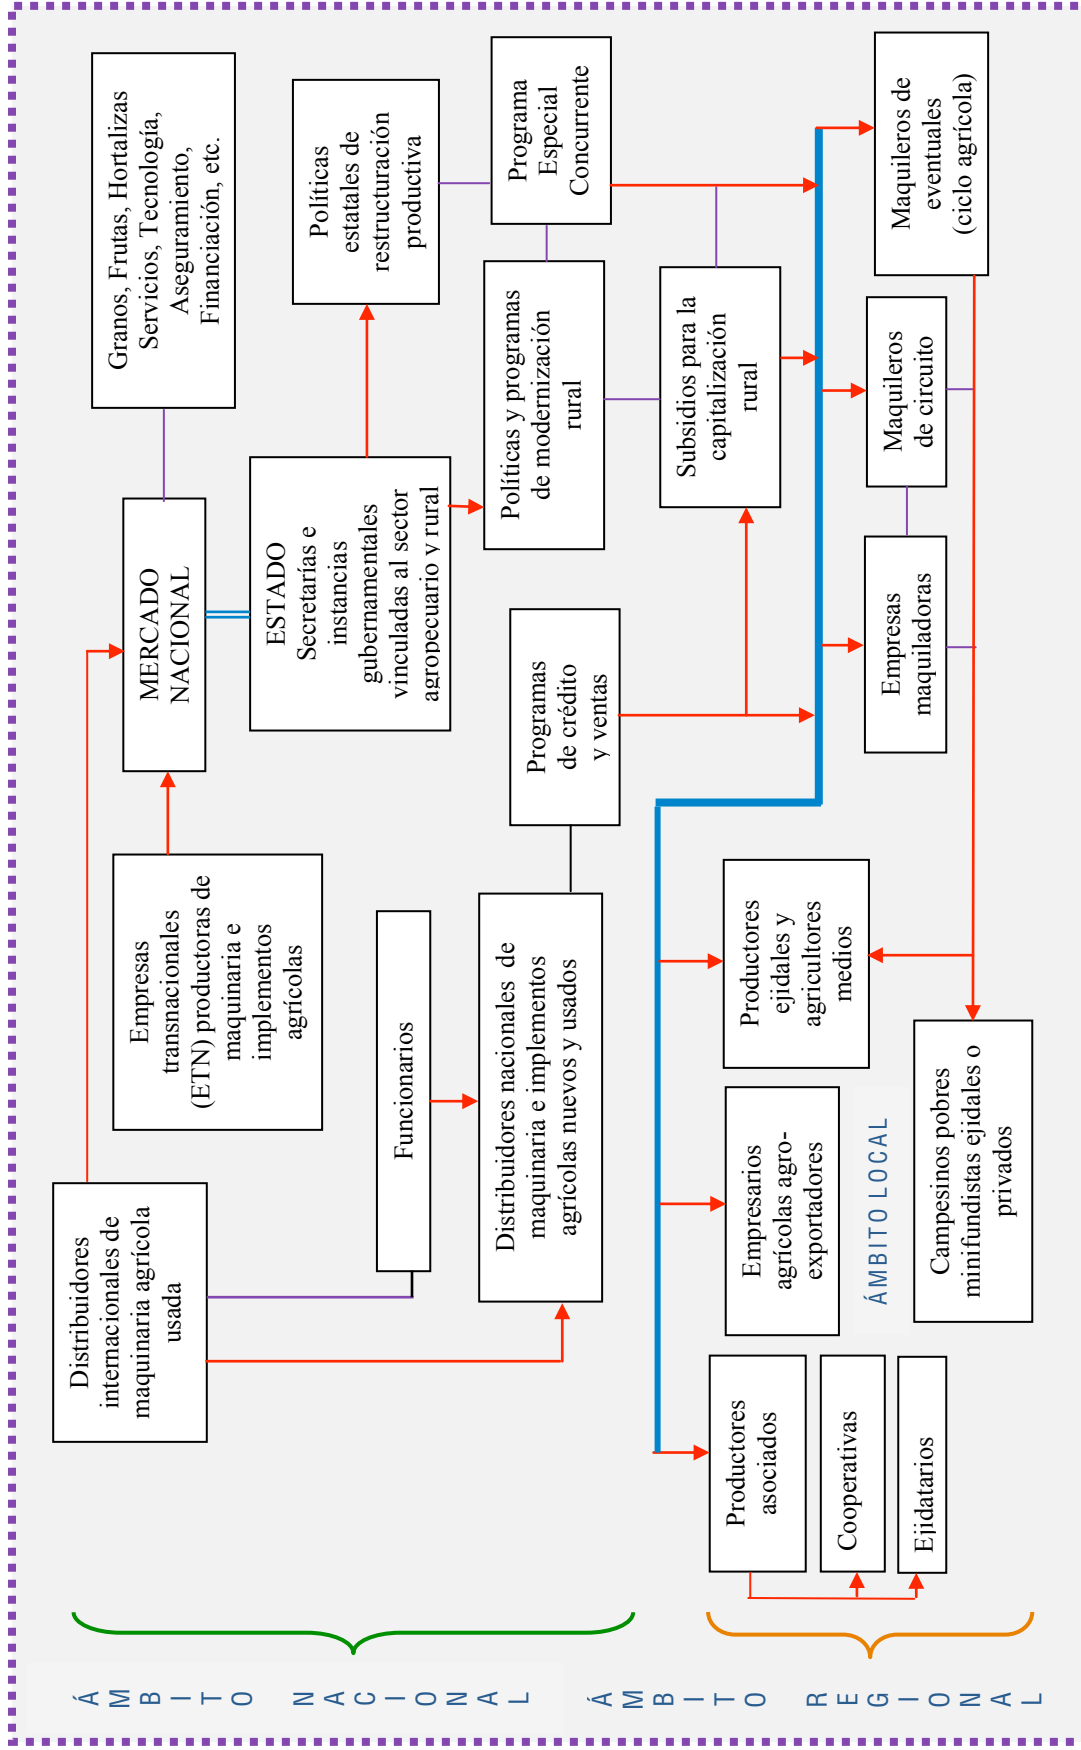 ÁMBITO NACIONAL
Distribuidores
internacionales de
maquinaria agrícola
usada
Empresas
transnacionales
(ETN) productoras de
maquinaria e
implementos
agrícolas
MERCADO
NACIONAL
Granos, Frutas, Hortalizas
Servicios, Tecnología,
Aseguramiento,
Financiación, etc.
ESTADO
Secretarías e
instancias
gubernamentales
vinculadas al sector
agropecuario y rural
Políticas
estatales de
restructuración
productiva
Funcionarios
Distribuidores nacionales de
maquinaria e implementos
agrícolas nuevos y usados
Programas
de crédito
y ventas
Políticas y programas
de modernización
rural
Programa
Especial
Concurrente
Subsidios para la
capitalización
rural
ÁMBITO REGIONAL
Productores
asociados
Cooperativas
Ejidatarios
Empresarios
agrícolas agro-
exportadores
ÁMBITO LOCAL
Productores
ejidales y
agricultores
medios
Campesinos pobres
minifundistas ejidales o
privados
Empresas
maquiladoras
Maquileros
de circuito
Maquileros de
eventuales
(ciclo agrícola)